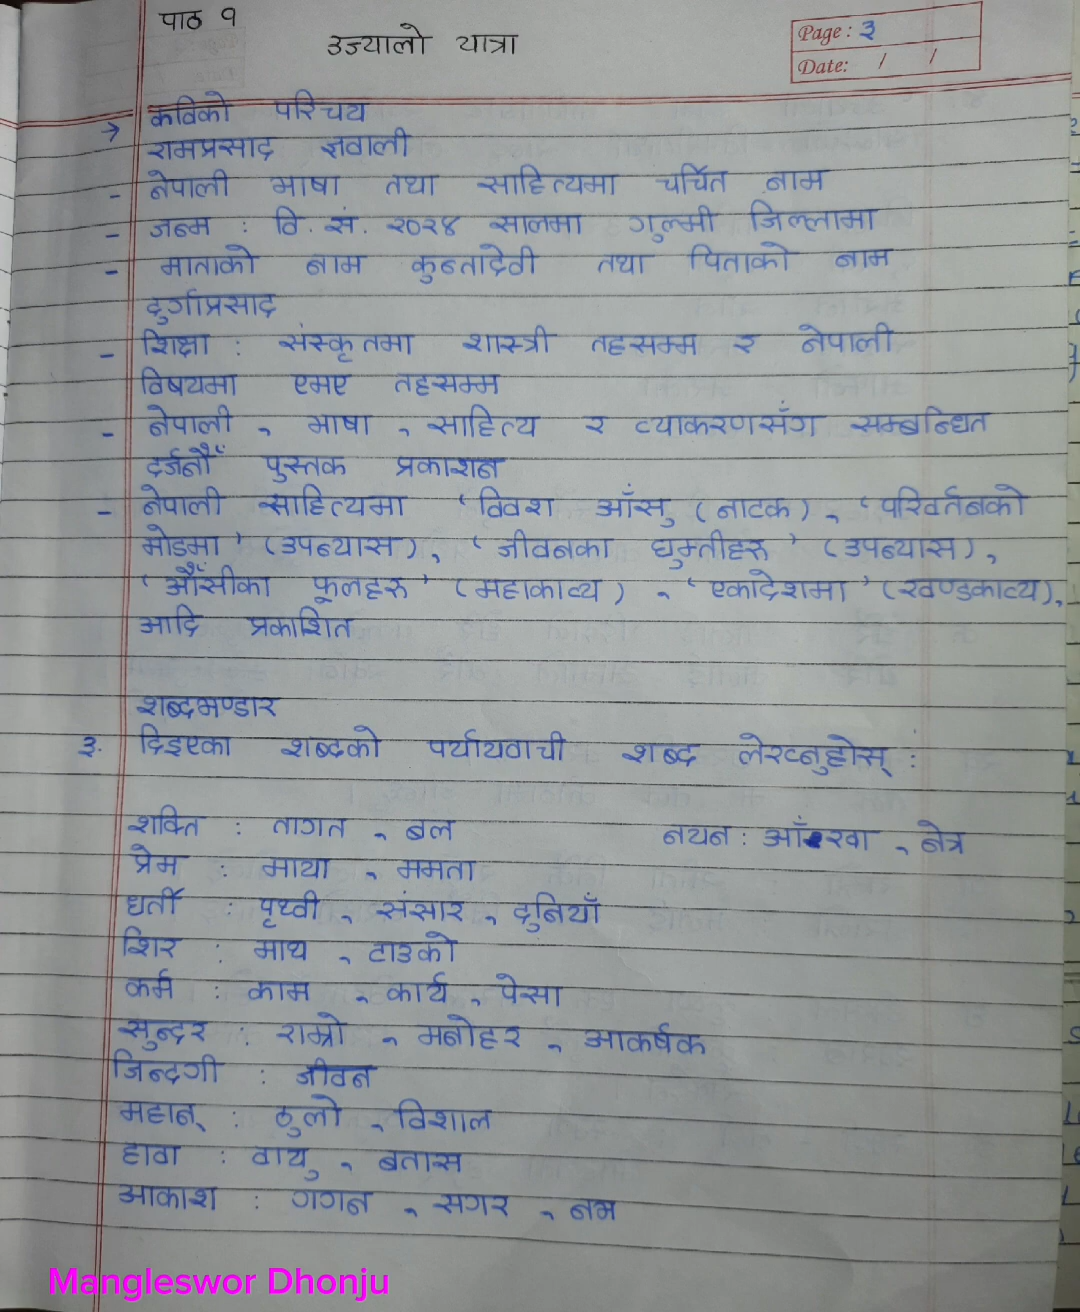 पाठ १
उज्यालो यात्रा
Page: ३
Date: / /
→ कविको परिचय
रामप्रसाद ज्ञवाली
- नेपाली भाषा तथा साहित्यमा चर्चित नाम
- जन्म : वि.सं. २०२४ सालमा गुल्मी जिल्लामा
- माताको नाम कुन्तादेवी तथा पिताको नाम
दुर्गाप्रसाद
- शिक्षा : संस्कृतमा शास्त्री तहसम्म र नेपाली
विषयमा एमए तहसम्म
- नेपाली , भाषा , साहित्य र व्याकरणसँग सम्बन्धित
दर्जनौँ पुस्तक प्रकाशन
- नेपाली साहित्यमा 'विवश आँसु (नाटक) , 'परिवर्तनको
मोडमा' (उपन्यास), 'जीवनका घुम्तीहरू' (उपन्यास) ,
'औँसीका फूलहरू' (महाकाव्य) , 'एकादेशमा' (खण्डकाव्य),
आदि प्रकाशित
शब्दभण्डार
३. दिइएका शब्दको पर्यायवाची शब्द लेख्नुहोस् :
शक्ति : तागत , बल नयन : आँखा , नेत्र
प्रेम : माया , ममता
धर्ती : पृथ्वी , संसार , दुनियाँ
शिर : माथ , टाउको
कर्म : काम , कार्य , पेसा
सुन्दर : राम्रो , मनोहर , आकर्षक
जिन्दगी : जीवन
महान् : ठुलो , विशाल
हावा : वायु , बतास
आकाश : गगन , सगर , नभ
Mangleswor Dhonju